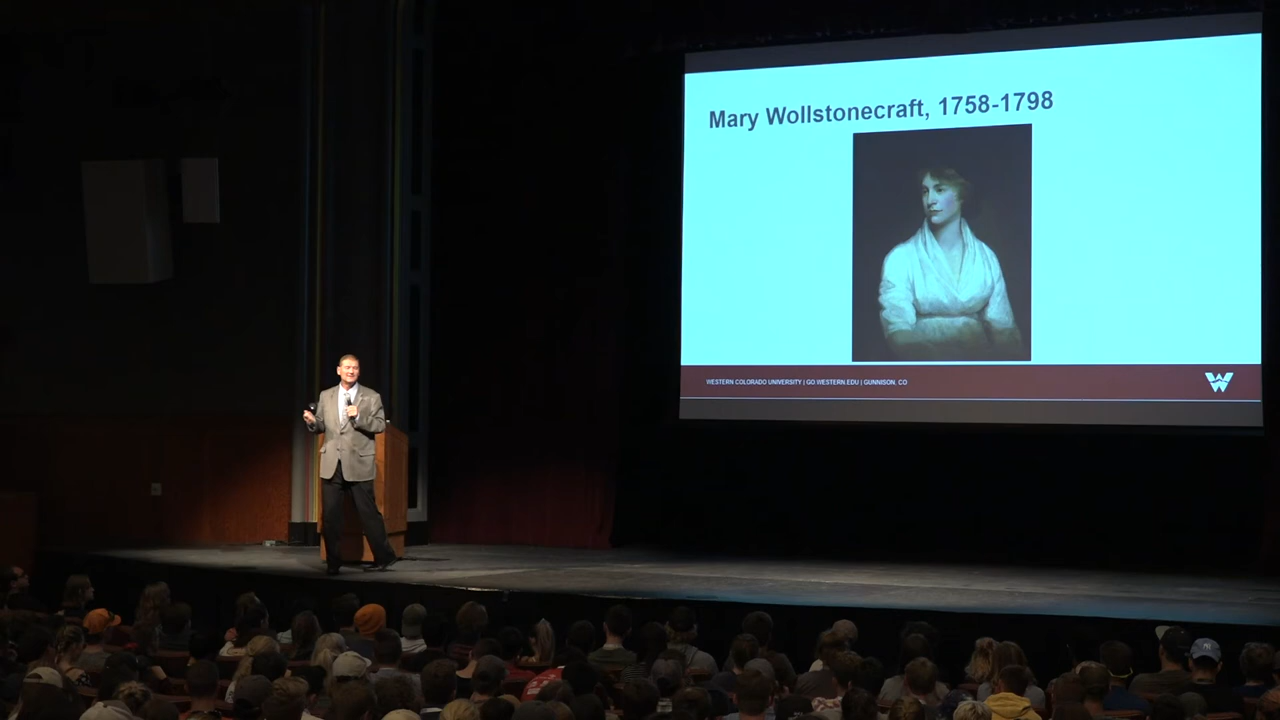 Mary Wollstonecraft, 1758-1798
WESTERN COLORADO UNIVERSITY | GO.WESTERN.EDU | GUNNISON, CO
W